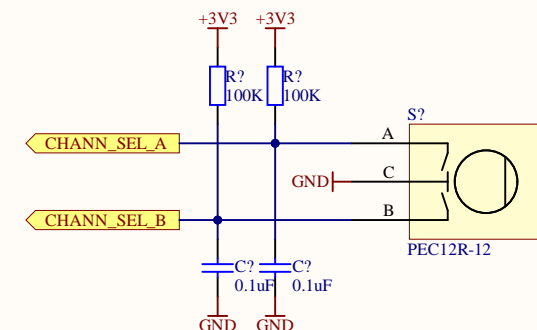 +3V3 +3V3
R? R?
100K 100K
S?
CHANN_SEL_A A
GND C
CHANN_SEL_B B
PEC12R-12
C? C?
0.1uF 0.1uF
GND GND